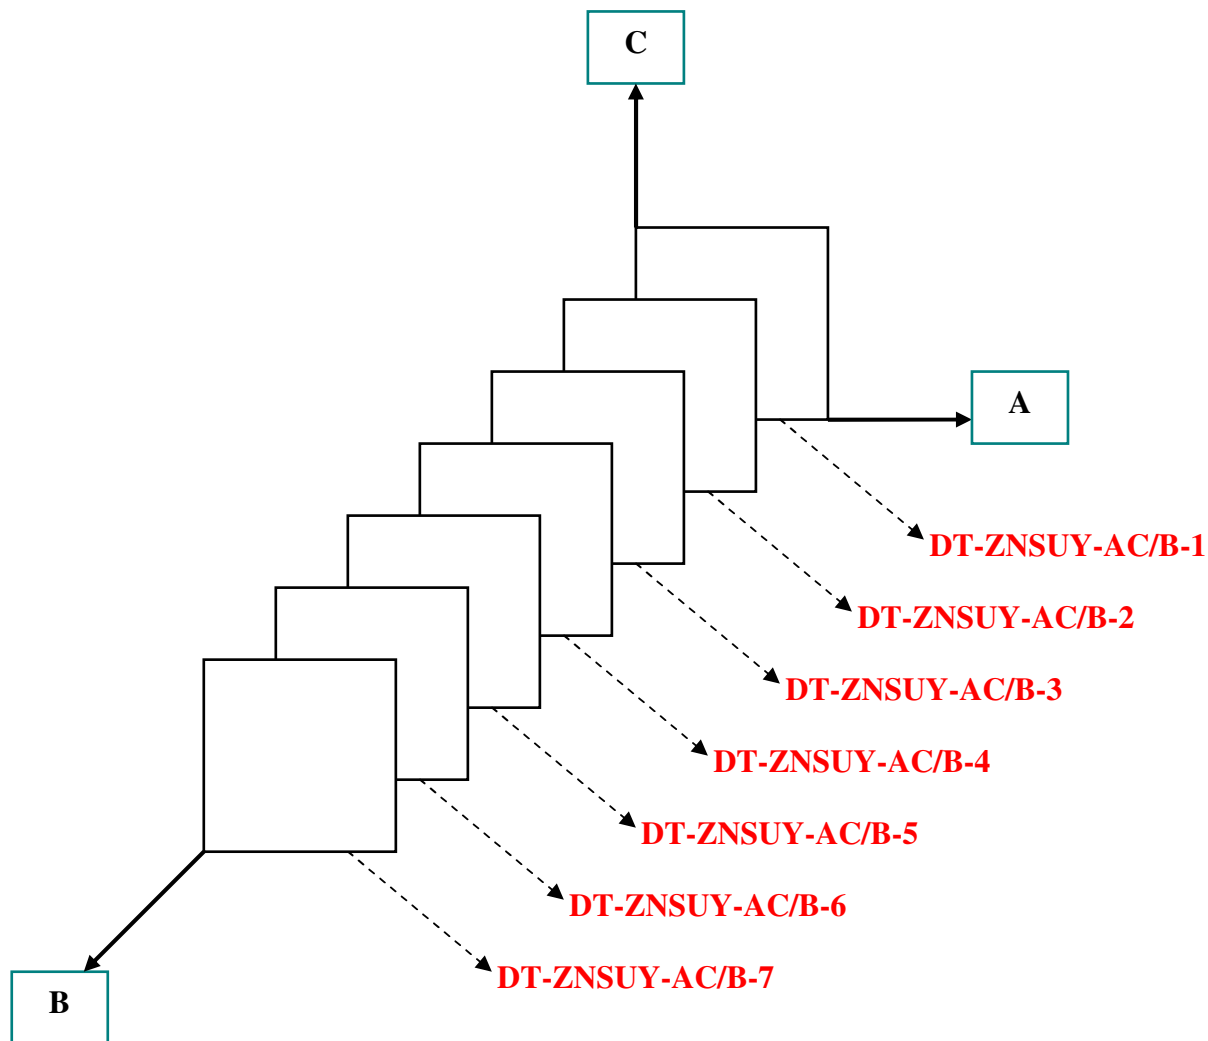 C
A
DT-ZNSUY-AC/B-1
DT-ZNSUY-AC/B-2
DT-ZNSUY-AC/B-3
DT-ZNSUY-AC/B-4
DT-ZNSUY-AC/B-5
DT-ZNSUY-AC/B-6
DT-ZNSUY-AC/B-7
B